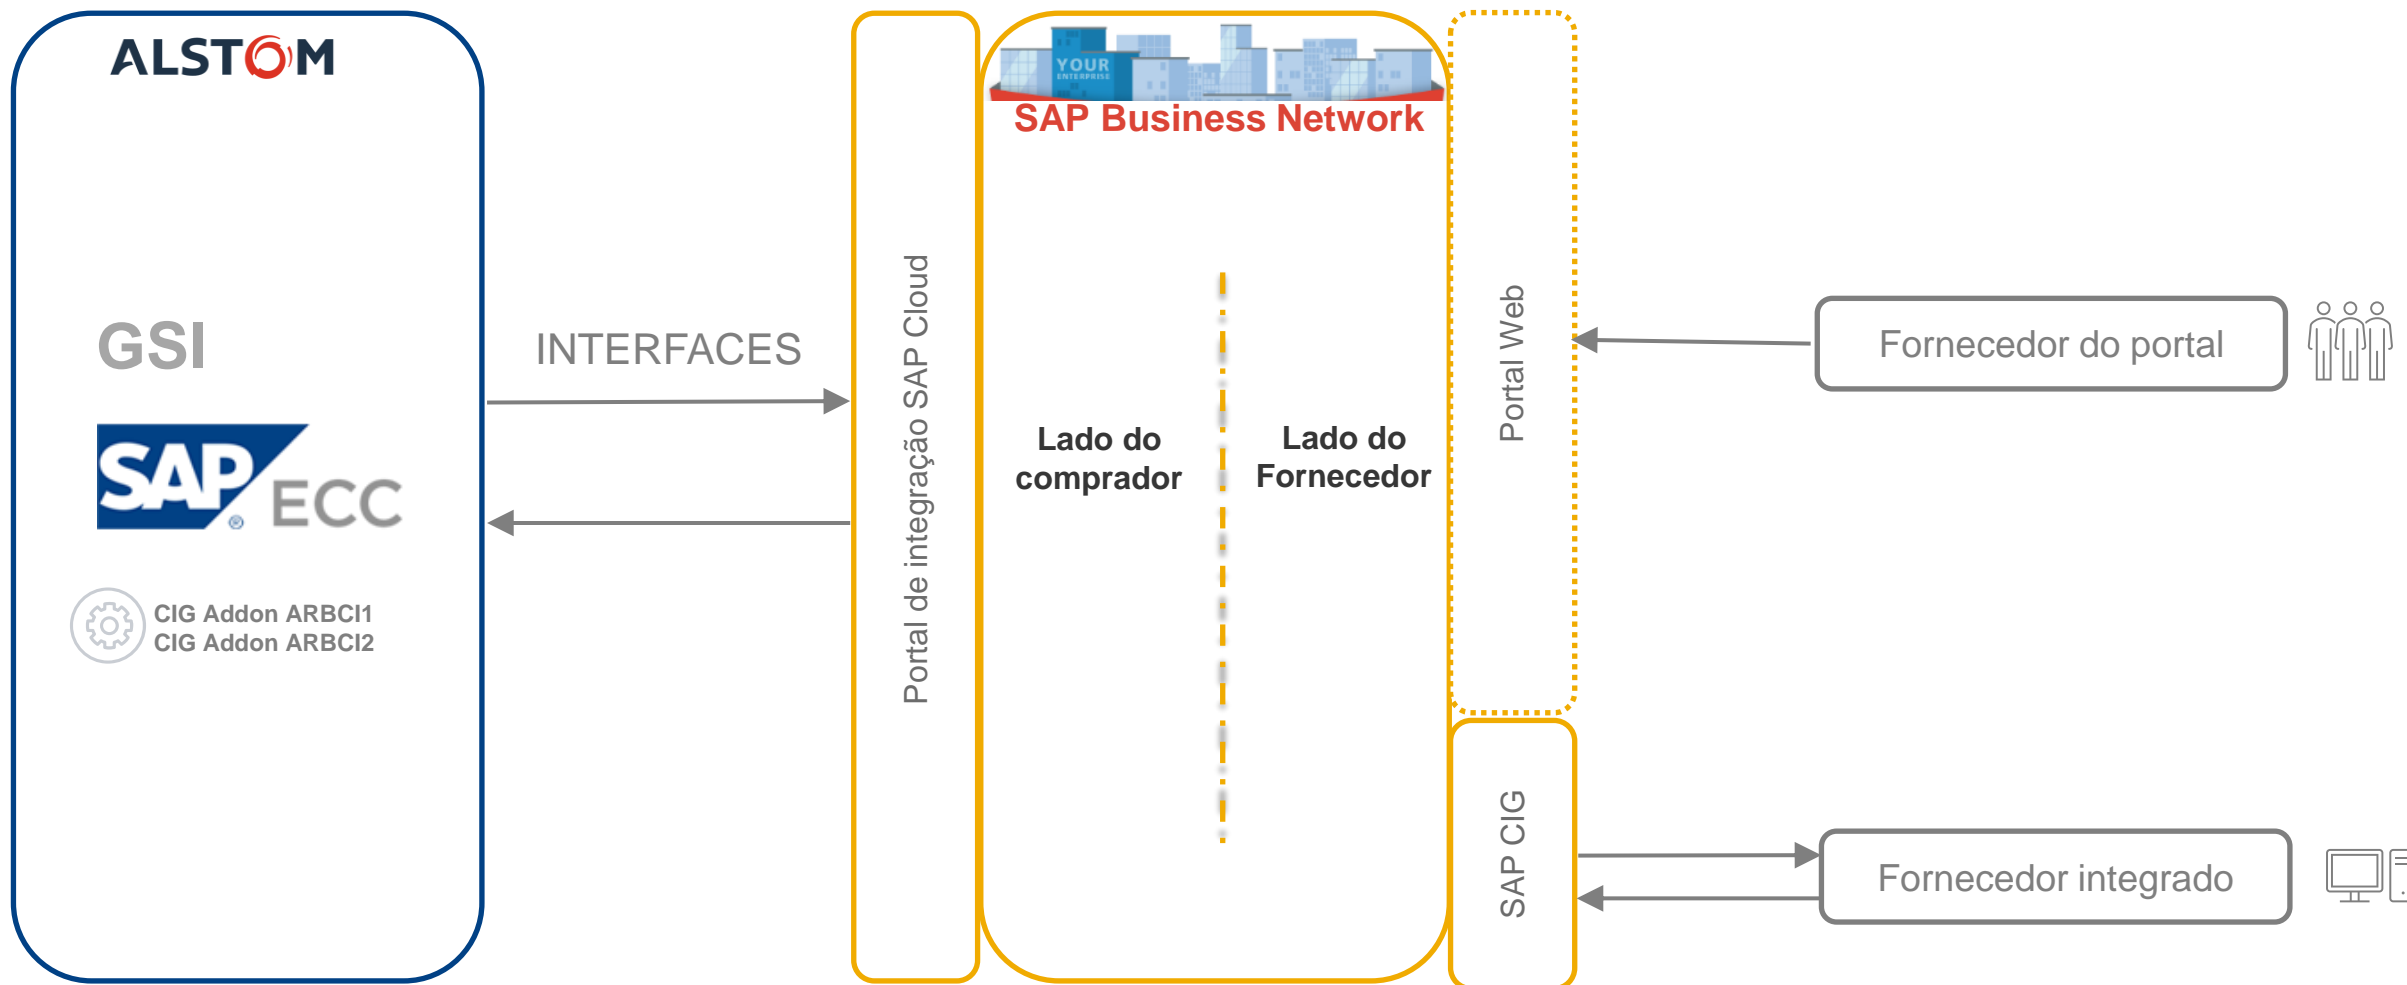 ALSTOM
GSI
SAP ECC
®
CIG Addon ARBCI1
CIG Addon ARBCI2
INTERFACES
Portal de integração SAP Cloud
YOUR
ENTERPRISE
SAP Business Network
Lado do
comprador
Lado do
Fornecedor
Portal Web
SAP CIG
Fornecedor do portal
Fornecedor integrado